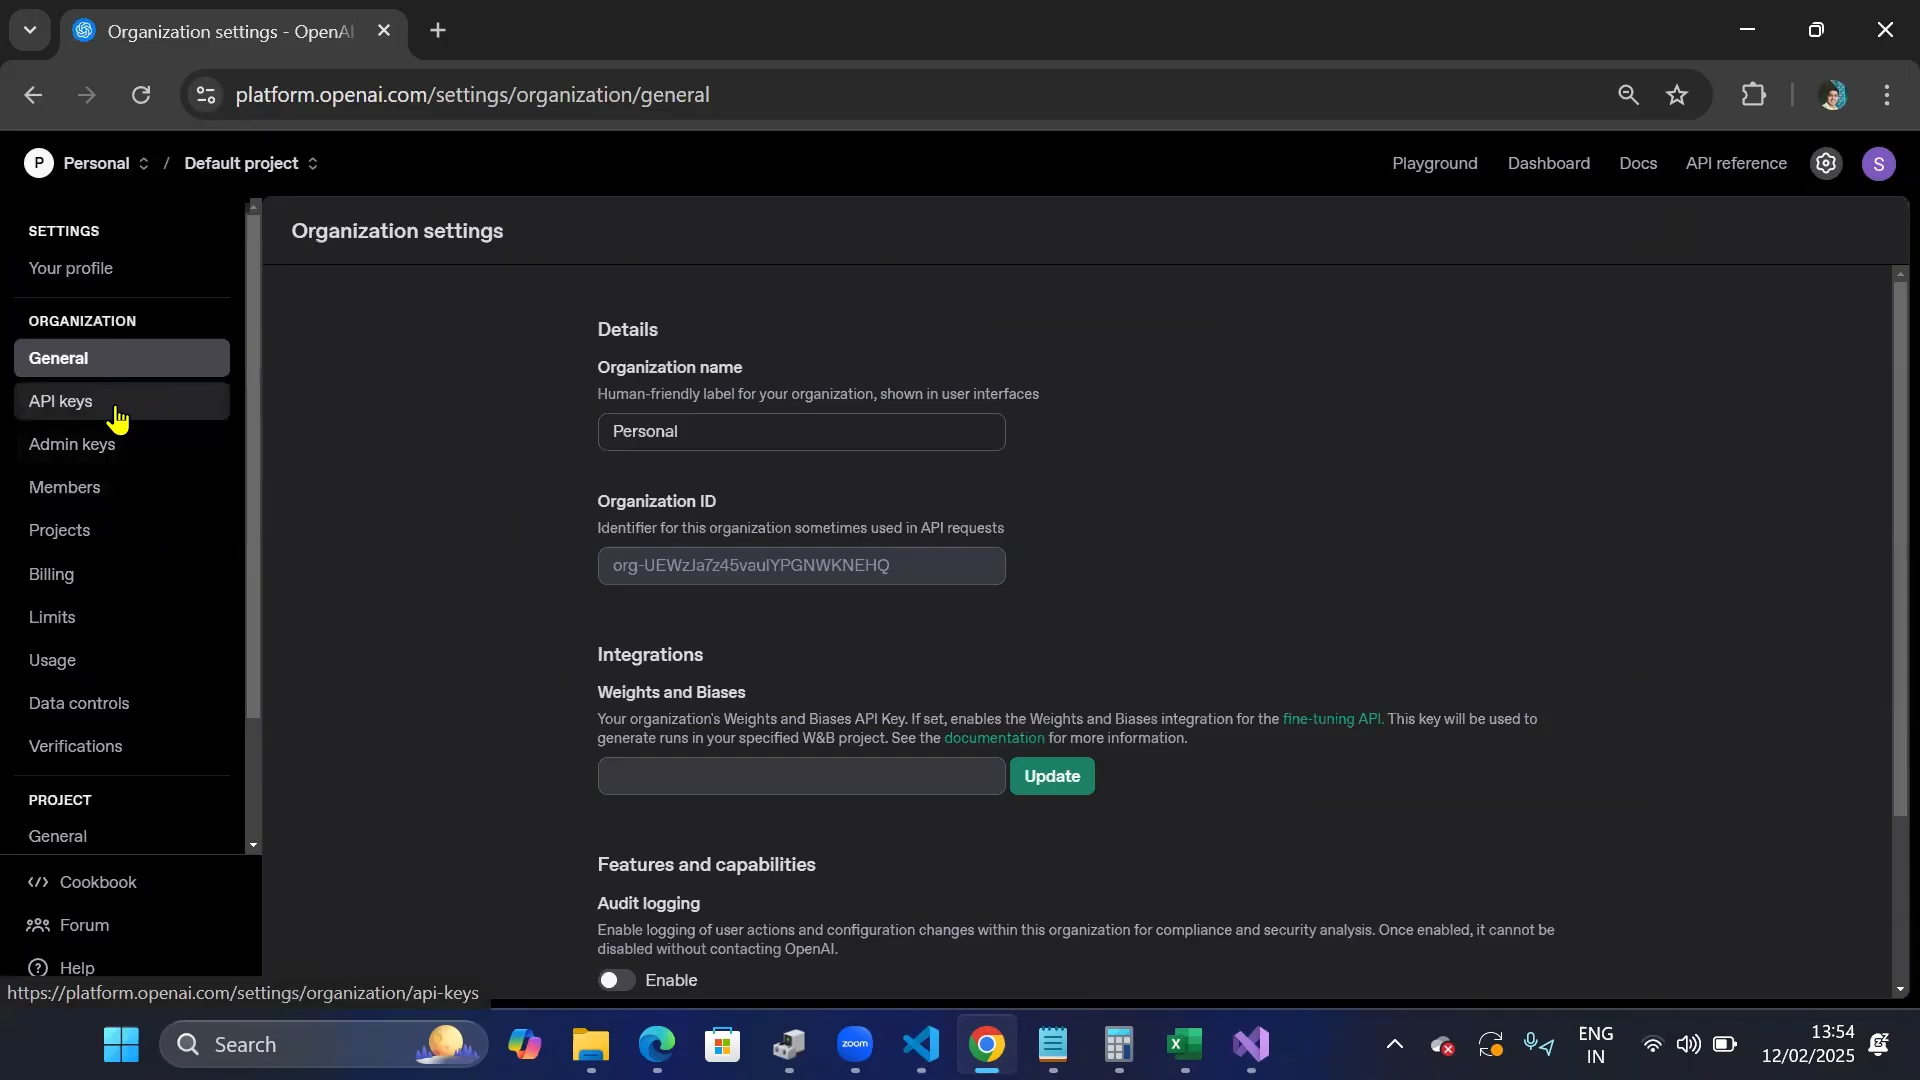 Organization settings - OpenAI
platform.openai.com/settings/organization/general
P Personal / Default project
Playground Dashboard Docs API reference S
SETTINGS
Your profile
ORGANIZATION
General
API keys
Admin keys
Members
Projects
Billing
Limits
Usage
Data controls
Verifications
PROJECT
General
Cookbook
Forum
Help
https://platform.openai.com/settings/organization/api-keys
Organization settings
Details
Organization name
Human-friendly label for your organization, shown in user interfaces
Personal
Organization ID
Identifier for this organization sometimes used in API requests
org-UEWzJa7z45vaulYPGNWKNEHQ
Integrations
Weights and Biases
Your organization's Weights and Biases API Key. If set, enables the Weights and Biases integration for the fine-tuning API. This key will be used to
generate runs in your specified W&B project. See the documentation for more information.
Update
Features and capabilities
Audit logging
Enable logging of user actions and configuration changes within this organization for compliance and security analysis. Once enabled, it cannot be
disabled without contacting OpenAI.
Enable
Search
zoom
ENG
IN
13:54
12/02/2025